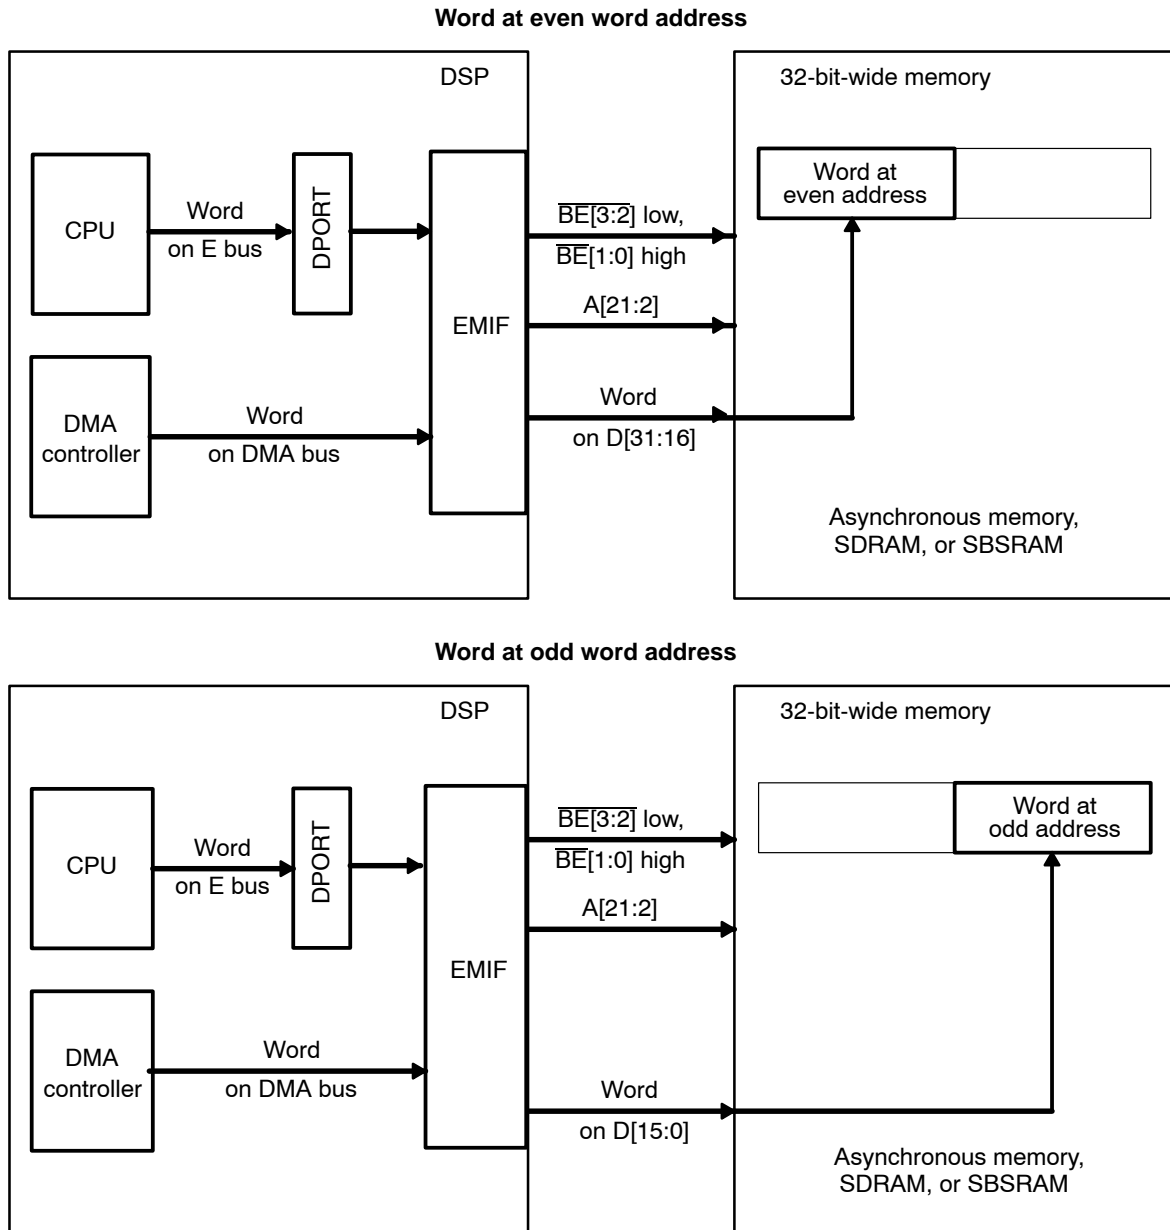 Word at even word address
DSP
32-bit-wide memory
CPU
Word
on E bus
DPORT
EMIF
BE[3:2] low,
BE[1:0] high
A[21:2]
Word
on D[31:16]
Word at
even address
DMA
controller
Word
on DMA bus
Asynchronous memory,
SDRAM, or SBSRAM
Word at odd word address
DSP
32-bit-wide memory
CPU
Word
on E bus
DPORT
EMIF
BE[3:2] low,
BE[1:0] high
A[21:2]
Word
on D[15:0]
Word at
odd address
DMA
controller
Word
on DMA bus
Asynchronous memory,
SDRAM, or SBSRAM